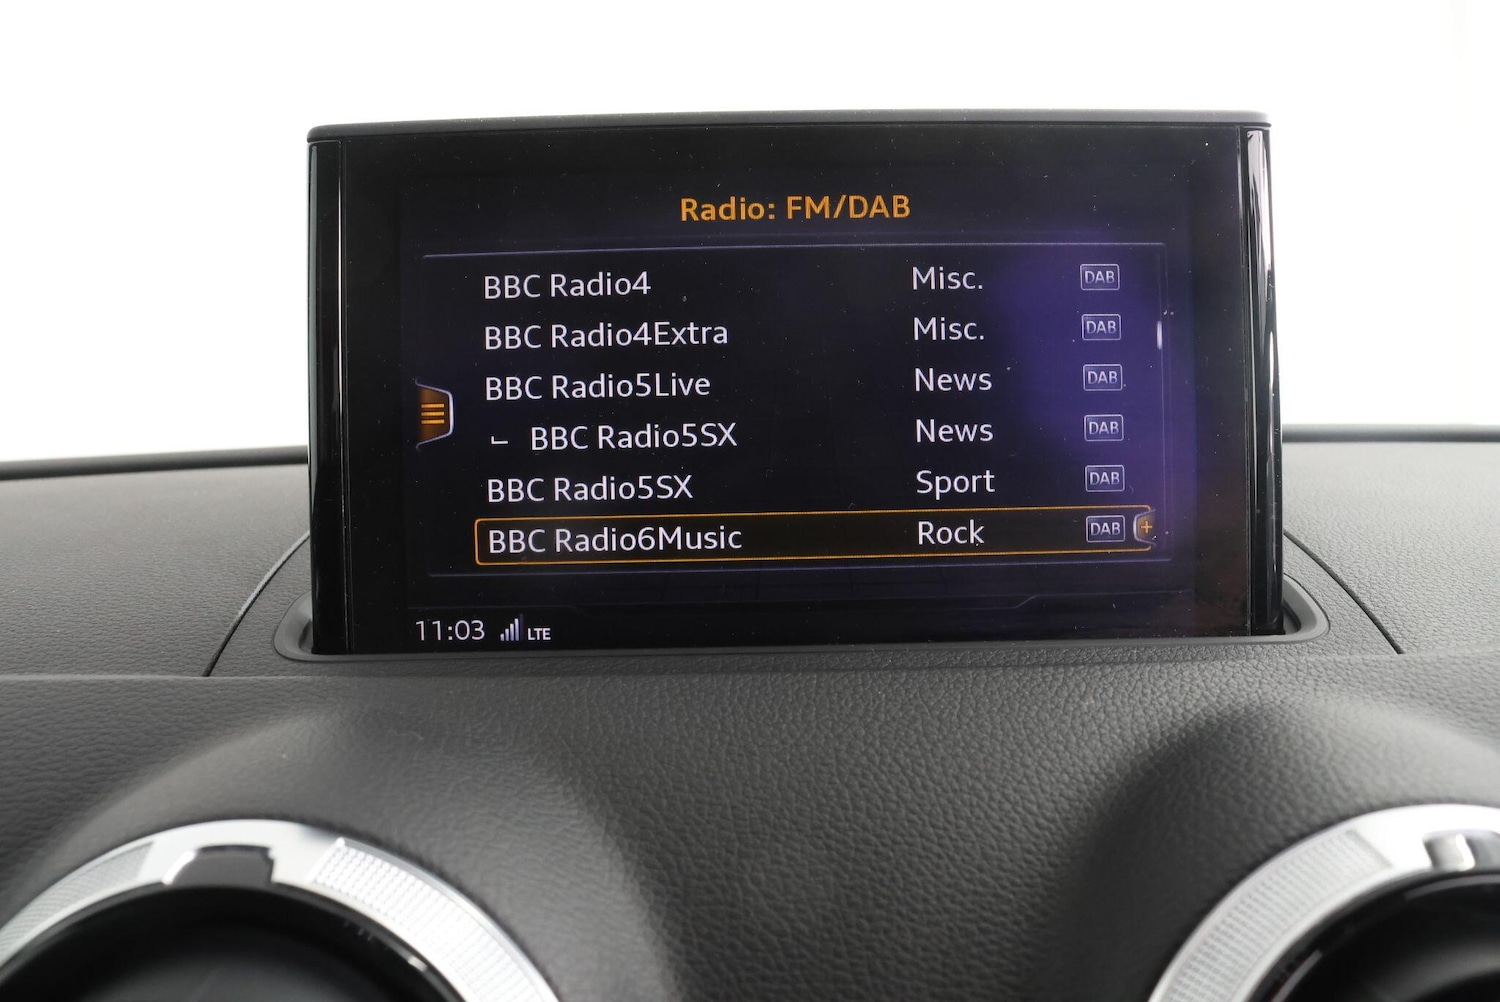 Radio: FM/DAB
BBC Radio4 Misc. DAB
BBC Radio4Extra Misc. DAB
BBC Radio5Live News DAB
BBC Radio5SX News DAB
BBC Radio5SX Sport DAB
BBC Radio6Music Rock DAB +
11:03 LTE